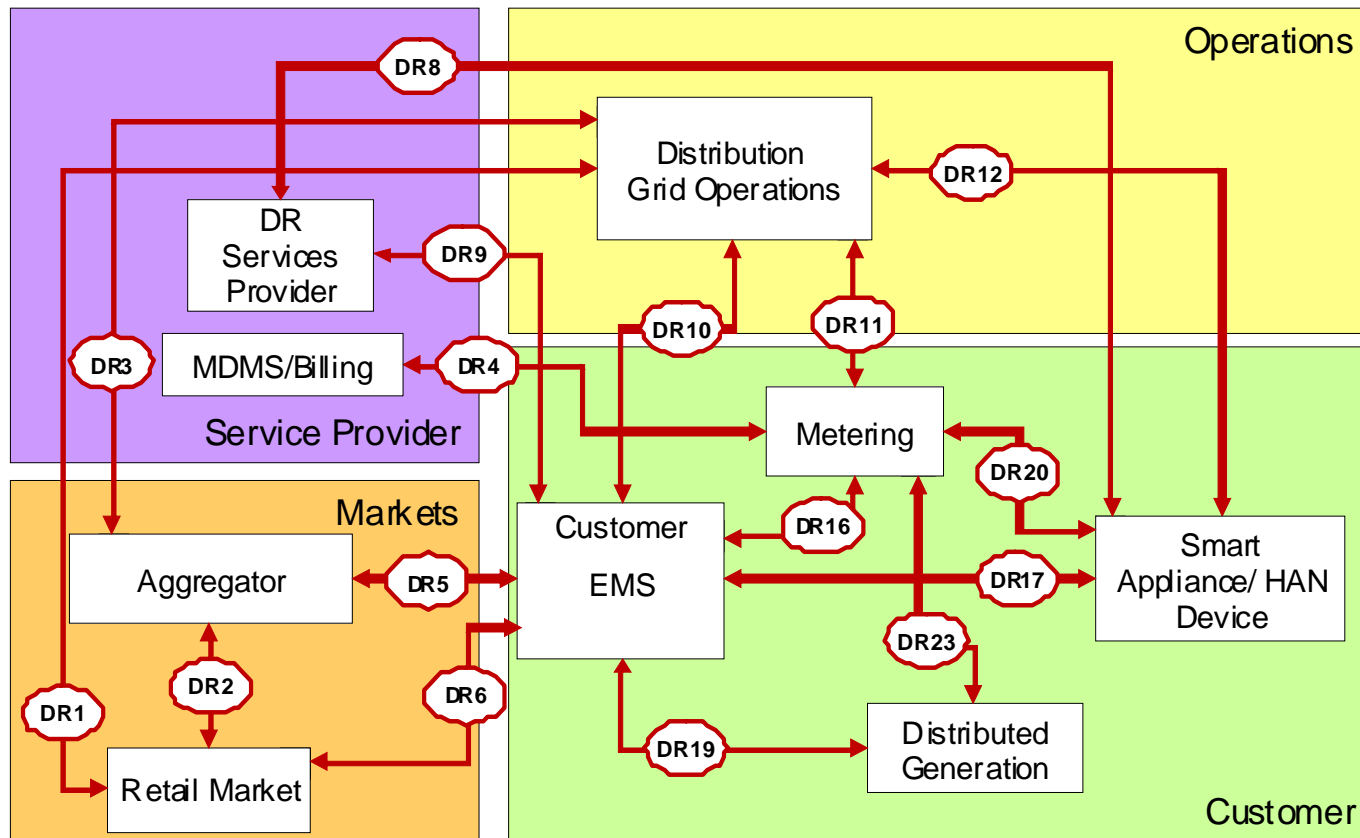 Operations
DR8
Distribution
Grid Operations
DR12
DR
Services
Provider
DR9
DR10
DR11
DR3
MDMS/Billing
DR4
Service Provider
Metering
DR20
Markets
Customer
EMS
DR16
Aggregator
DR5
DR17
Smart
Appliance/ HAN
Device
DR23
DR2
DR6
DR1
DR19
Distributed
Generation
Retail Market
Customer